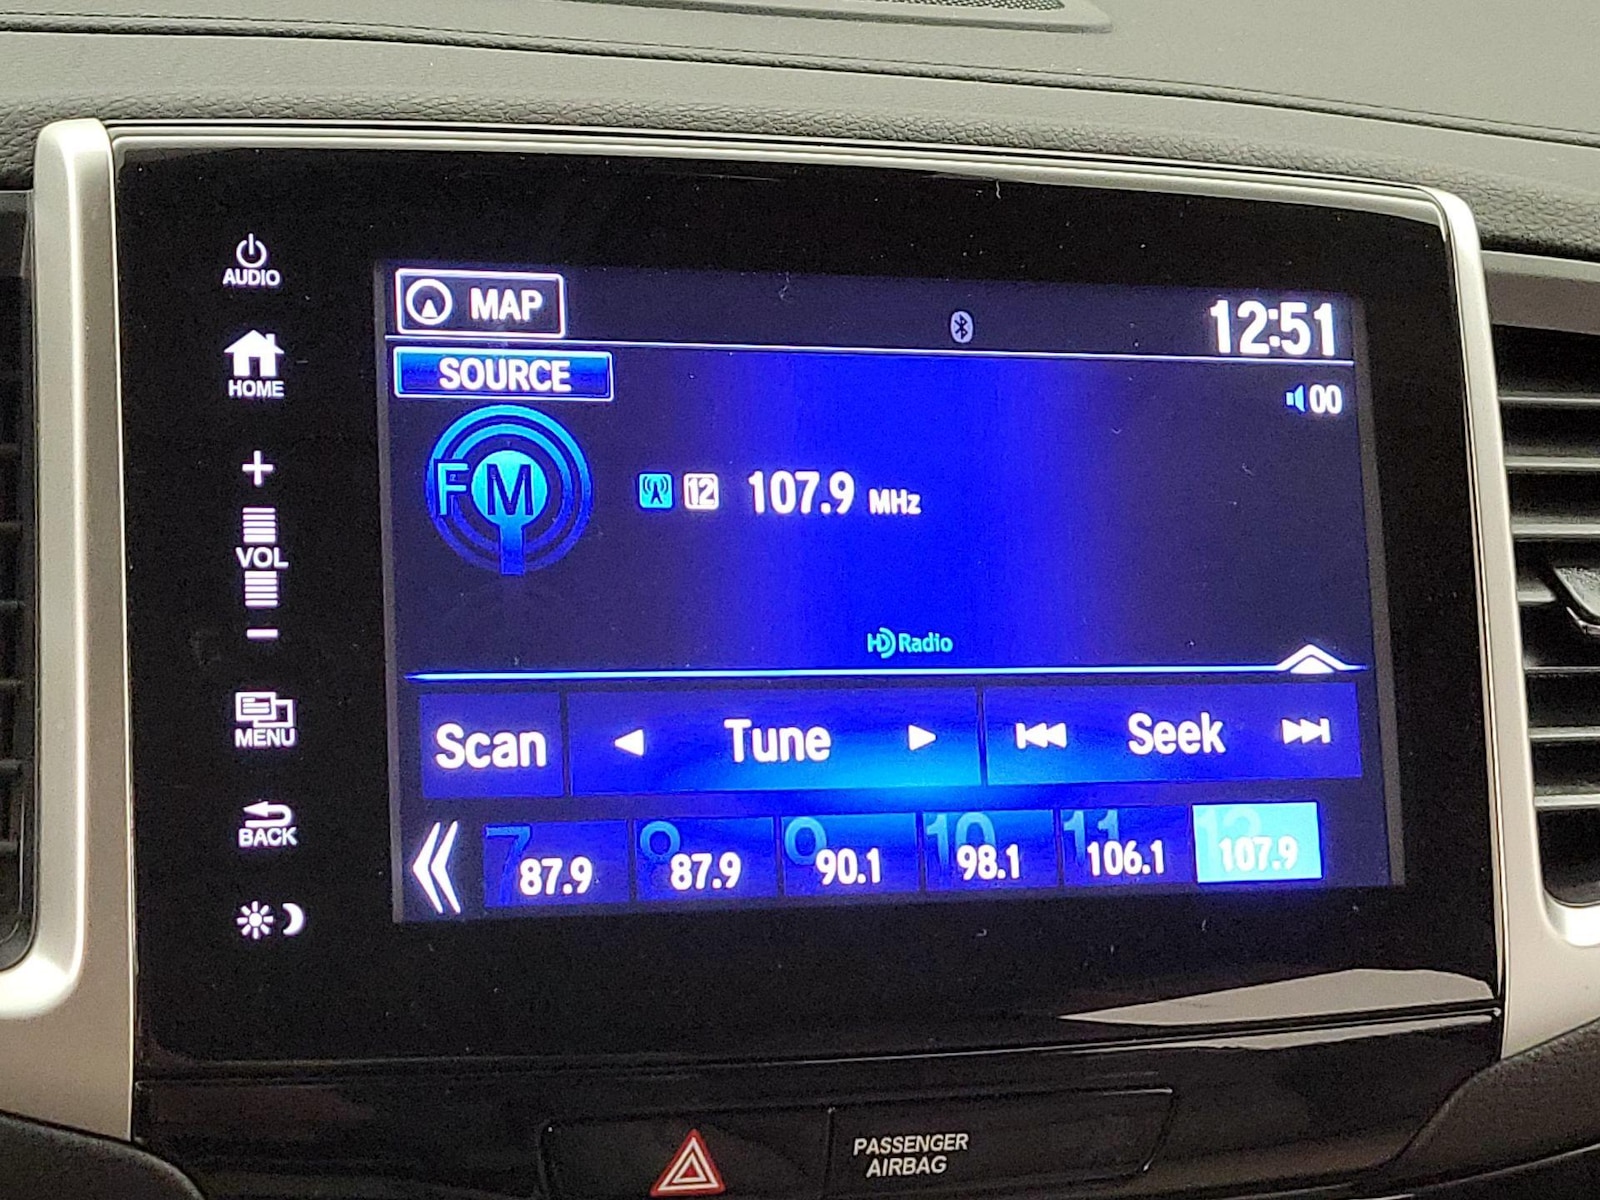 AUDIO
HOME
+
VOL
−
MENU
BACK
MAP
12:51
SOURCE
00
FM
12 107.9 MHz
HD Radio
Scan Tune Seek
7 87.9
8 87.9
9 90.1
10 98.1
11 106.1
12 107.9
PASSENGER
AIRBAG